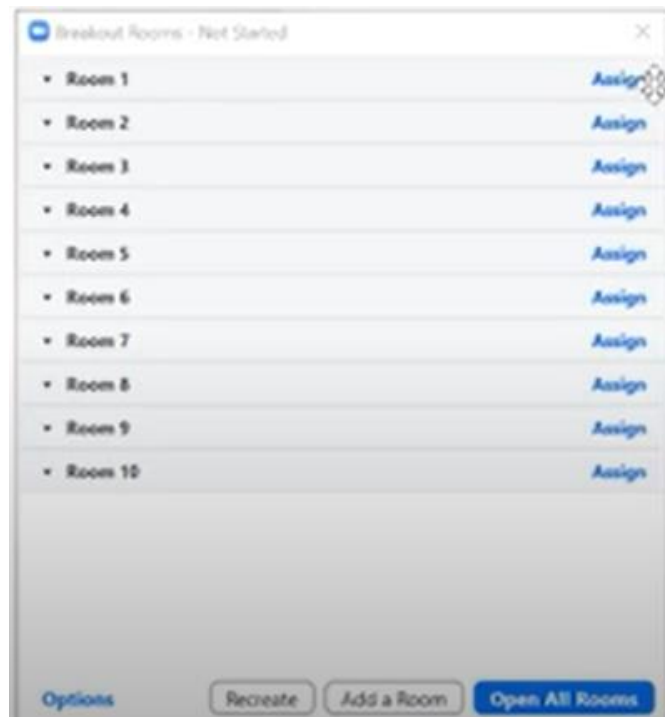 Breakout Rooms - Not Started
Room 1 Assign
Room 2 Assign
Room 3 Assign
Room 4 Assign
Room 5 Assign
Room 6 Assign
Room 7 Assign
Room 8 Assign
Room 9 Assign
Room 10 Assign
Options Recreate Add a Room Open All Rooms